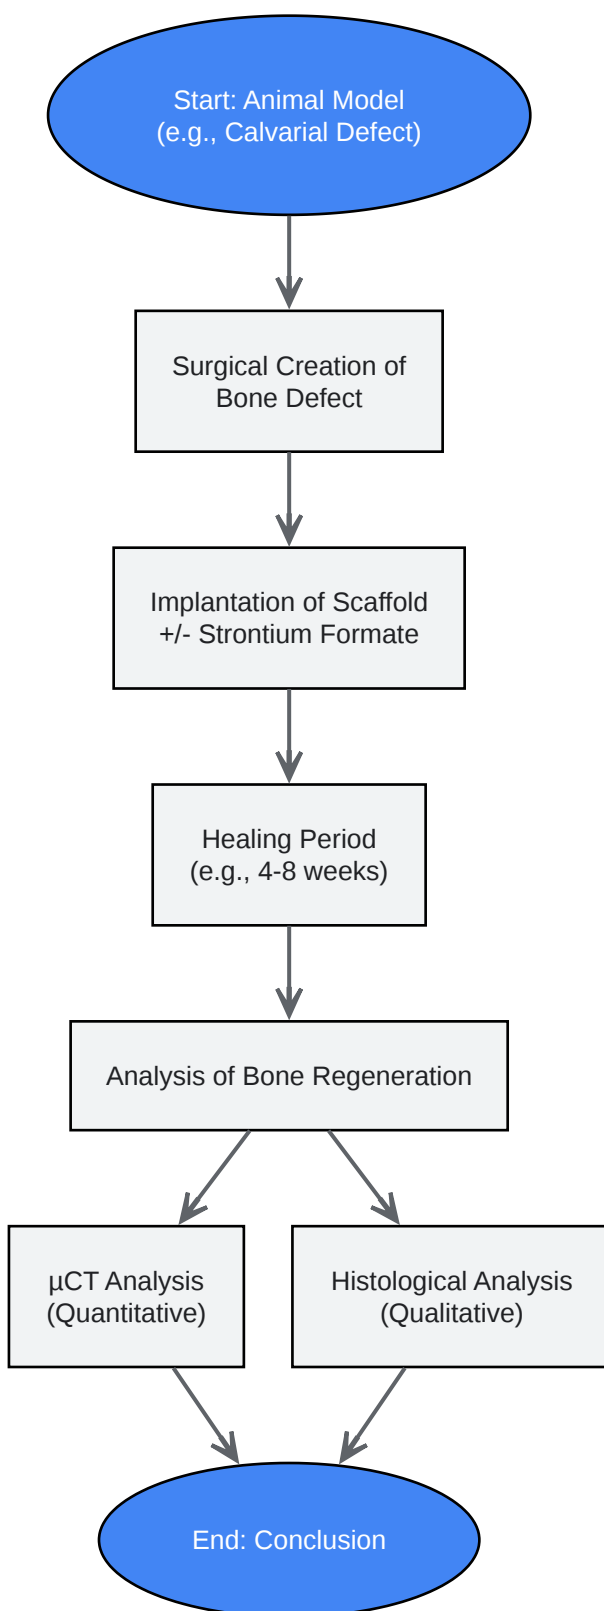 Start: Animal Model
(e.g., Calvarial Defect)
Surgical Creation of
Bone Defect
Implantation of Scaffold
+/- Strontium Formate
Healing Period
(e.g., 4-8 weeks)
Analysis of Bone Regeneration
µCT Analysis
(Quantitative)
Histological Analysis
(Qualitative)
End: Conclusion